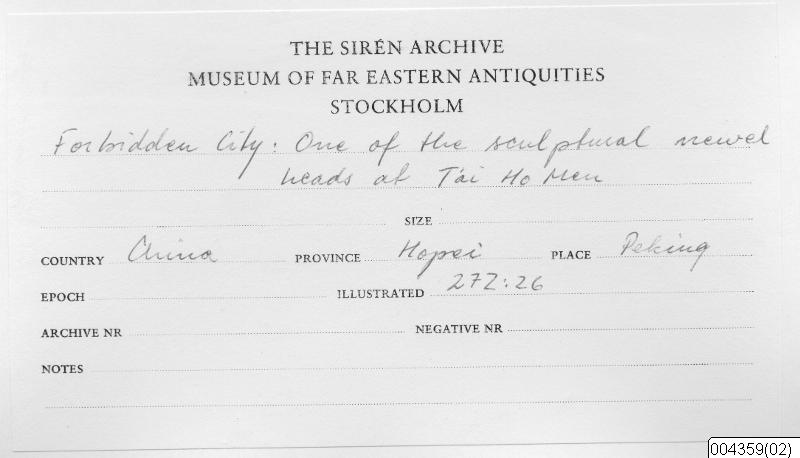 THE SIRÉN ARCHIVE
MUSEUM OF FAR EASTERN ANTIQUITIES
STOCKHOLM
Forbidden City: One of the sculptural newel
heads at T'ai Ho Men
SIZE
COUNTRY China PROVINCE Hopei PLACE Peking
EPOCH ILLUSTRATED 272:26
ARCHIVE NR NEGATIVE NR
NOTES
004359(02)